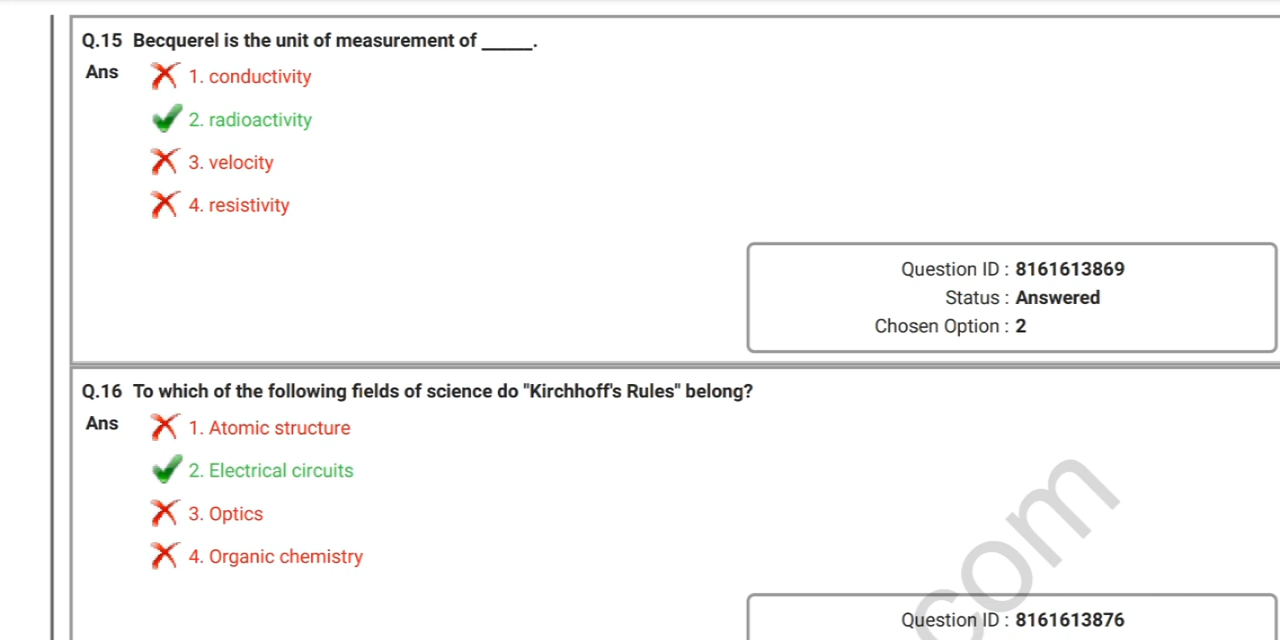 Q.15 Becquerel is the unit of measurement of _____.
Ans 1. conductivity
2. radioactivity
3. velocity
4. resistivity
Question ID : 8161613869
Status : Answered
Chosen Option : 2
Q.16 To which of the following fields of science do "Kirchhoff's Rules" belong?
Ans 1. Atomic structure
2. Electrical circuits
3. Optics
4. Organic chemistry
com
Question ID : 8161613876